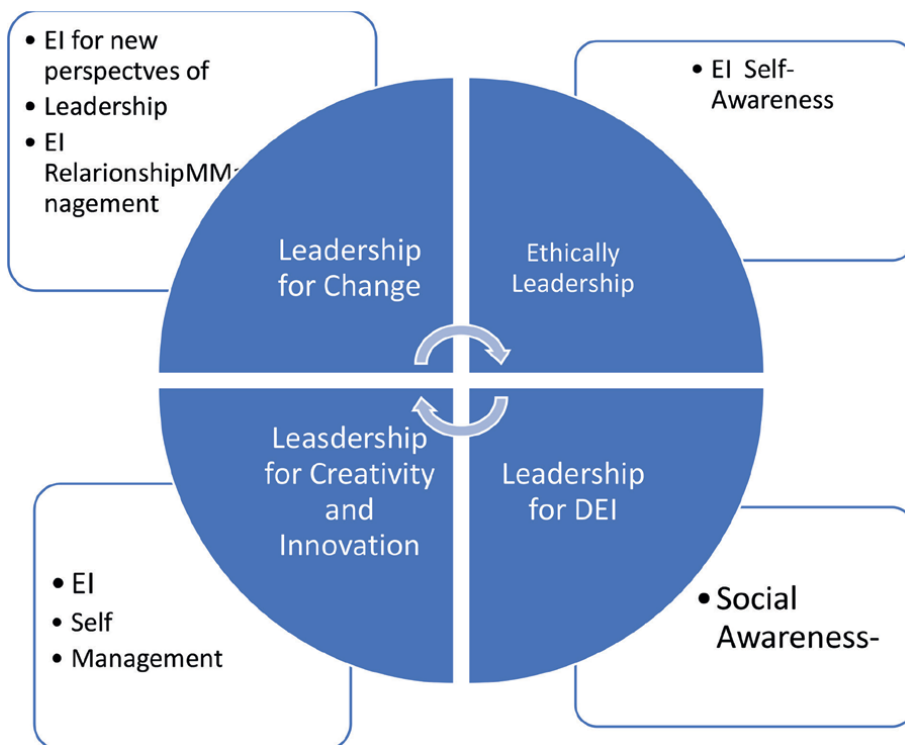 • EI for new
perspectves of
• Leadership
• EI
RelarionshipMMa
nagement
• EI Self-
Awareness
Leadership
for Change
Ethically
Leadership
Leasdership
for Creativity
and
Innovation
Leadership
for DEI
• EI
• Self
• Management
• Social
Awareness-